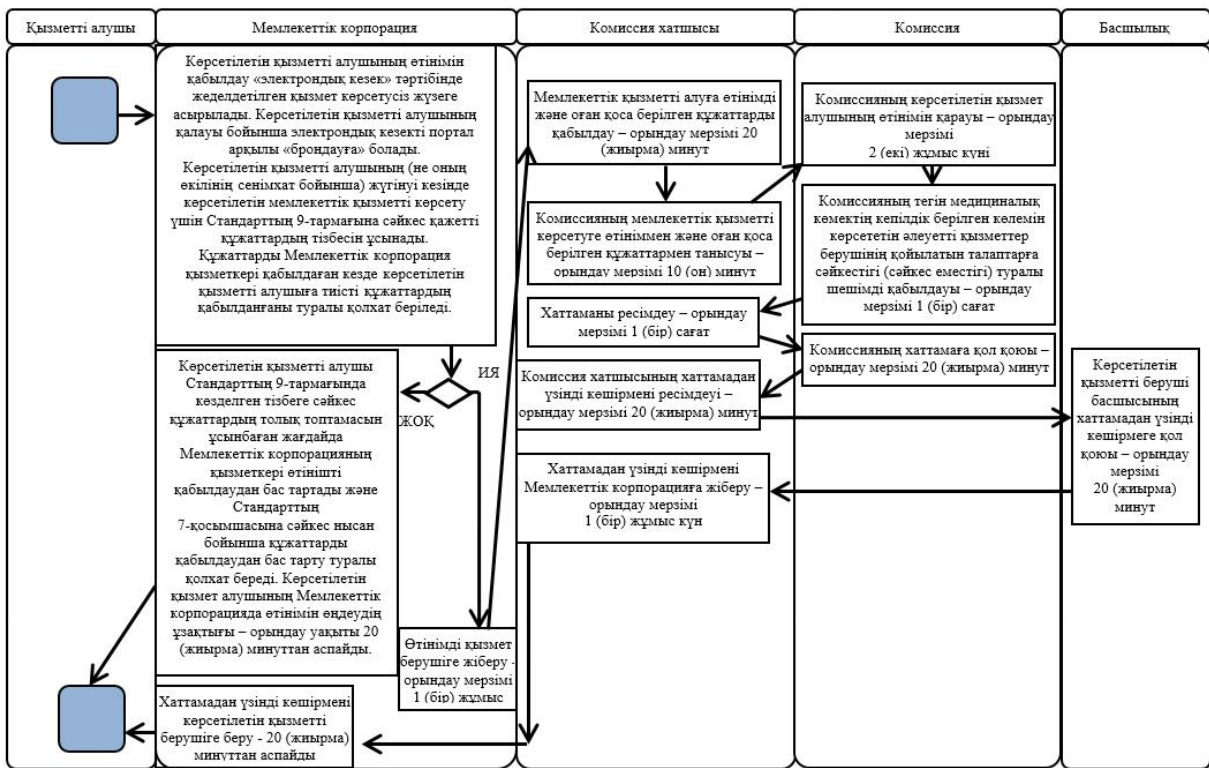 Қызметті алушы
Мемлекеттік корпорация
Комиссия хатшысы
Комиссия
Басшылық
Көрсетілетін қызметті алушының өтінімін
қабылдау «электрондық кезек» тәртібінде
жеделдетілген қызмет көрсетусіз жүзеге
асырылады. Көрсетілетін қызметті алушының
қалауы бойынша электрондық кезекті портал
арқылы «брондауға» болады.
Көрсетілетін қызметті алушының (не оның
өкілінің сенімхат бойынша) жүгінуі кезінде
көрсетілетін мемлекеттік қызметті көрсету
үшін Стандарттың 9-тармағына сәйкес қажетті
құжаттардың тізбесін ұсынады.
Құжаттарды Мемлекеттік корпорация
қызметкері қабылдаған кезде көрсетілетін
қызметті алушыға тиісті құжаттардың
қабылданғаны туралы қолхат беріледі.
ИЯ
ЖОҚ
Көрсетілетін қызметті алушы
Стандарттың 9-тармағында
көзделген тізбеге сәйкес
құжаттардың толық топтамасын
ұсынбаған жағдайда
Мемлекеттік корпорацияның
қызметкері өтінішті
қабылдаудан бас тартады және
Стандарттың
7-қосымшасына сәйкес нысан
бойынша құжаттарды
қабылдаудан бас тарту туралы
қолхат береді. Көрсетілетін
қызмет алушының Мемлекеттік
корпорацияда өтінімін өңдеудің
ұзақтығы – орындау уақыты 20
(жиырма) минуттан аспайды.
Өтінімді қызмет
берушіге жіберу -
орындау мерзімі
1 (бір) жұмыс
Хаттамадан үзінді көшірмені
көрсетілетін қызметті
берушіге беру - 20 (жиырма)
минуттан аспайды
Мемлекеттік қызметті алуға өтінімді
және оған қоса берілген құжаттарды
қабылдау – орындау мерзімі 20
(жиырма) минут
Комиссияның мемлекеттік қызметті
көрсетуге өтініммен және оған қоса
берілген құжаттармен танысуы –
орындау мерзімі 10 (он) минут
Хаттаманы ресімдеу – орындау
мерзімі 1 (бір) сағат
Комиссия хатшысының хаттамадан
үзінді көшірмені ресімдеуі –
орындау мерзімі 20 (жиырма) минут
Хаттамадан үзінді көшірмені
Мемлекеттік корпорацияға жіберу –
орындау мерзімі
1 (бір) жұмыс күн
Комиссияның көрсетілетін қызмет
алушының өтінімін қарауы – орындау
мерзімі
2 (екі) жұмыс күні
Комиссияның тегін медициналық
көмектің кепілдік берілген көлемін
көрсететін әлеуетті қызметтер
берушінің қойылатын талаптарға
сәйкестігі (сәйкес еместігі) туралы
шешімді қабылдауы – орындау
мерзімі 1 (бір) сағат
Комиссияның хаттамаға қол қоюы –
орындау мерзімі 20 (жиырма) минут
Көрсетілетін
қызметті беруші
басшысының
хаттамадан үзінді
көшірмеге қол
қоюы – орындау
мерзімі
20 (жиырма)
минут